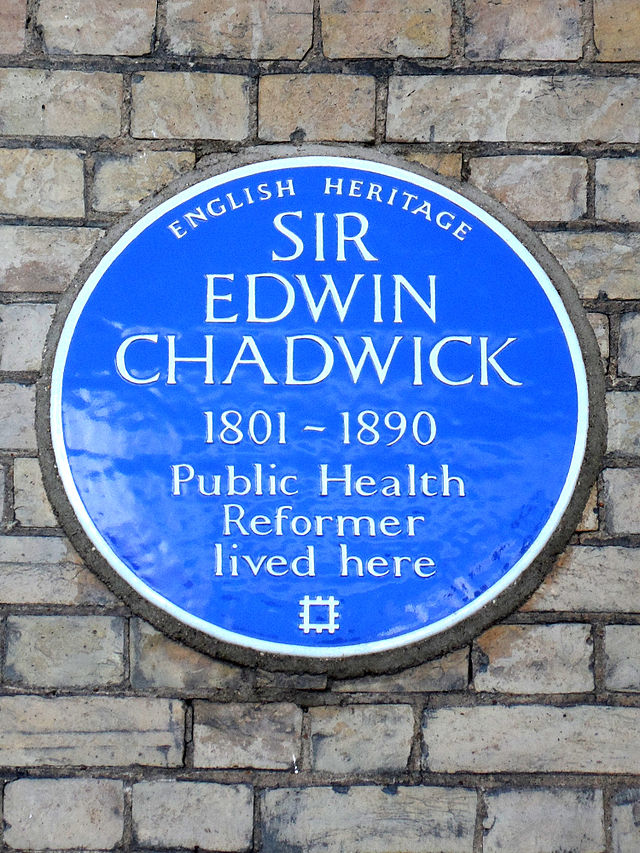 ENGLISH HERITAGE
SIR
EDWIN
CHADWICK
1801 - 1890
Public Health
Reformer
lived here